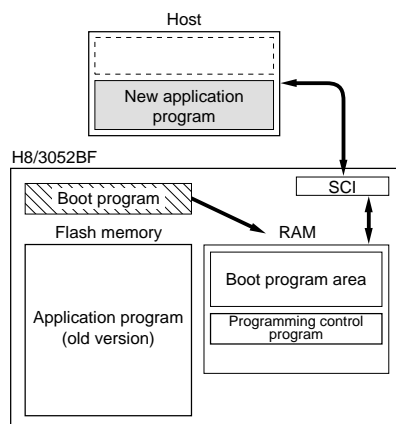 Host
New application
program
H8/3052BF
SCI
Boot program
Flash memory
RAM
Application program
(old version)
Boot program area
Programming control
program